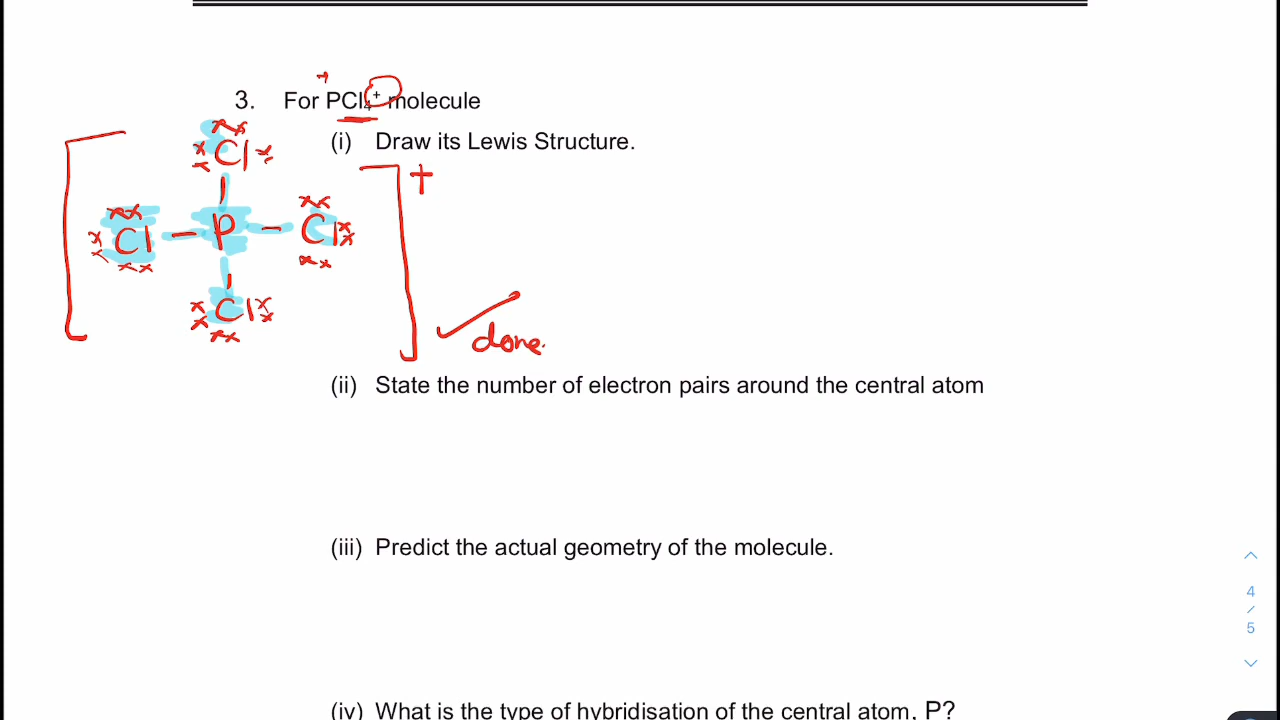 3. For PCl₄⁺ molecule
+
(i) Draw its Lewis Structure.
Cl
+
Cl - P - Cl
Cl
done.
(ii) State the number of electron pairs around the central atom
(iii) Predict the actual geometry of the molecule.
4
/
5
(iv) What is the type of hybridisation of the central atom, P?